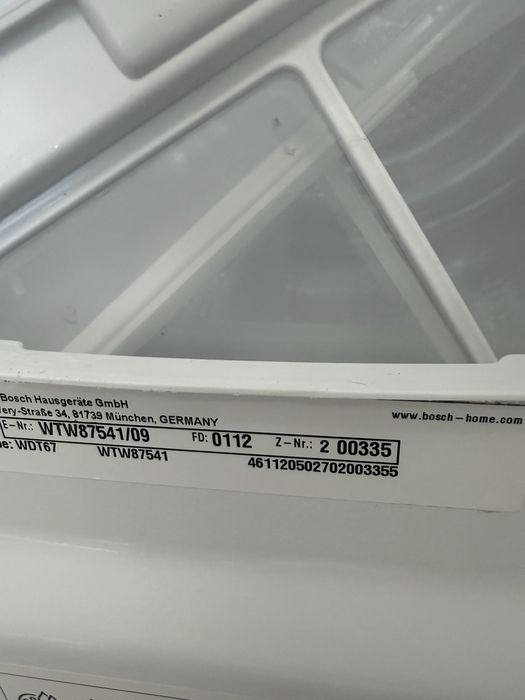 Bosch Hausgeräte GmbH
ery-Straße 34, 81739 München, GERMANY
www.bosch-home.com
E-Nr.: WTW87541/09 FD: 0112 Z-Nr.: 2 00335
e: WDT67 WTW87541 461120502702003355